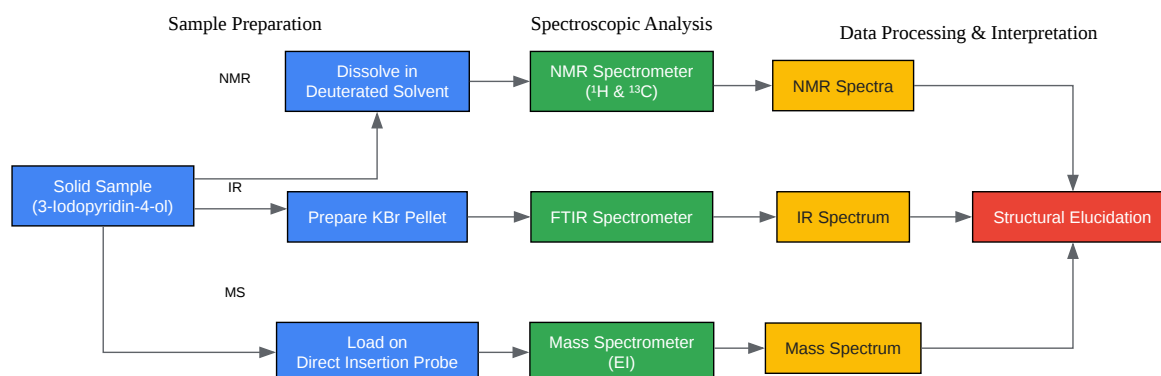 Sample Preparation
Spectroscopic Analysis
Data Processing & Interpretation
NMR
Dissolve in
Deuterated Solvent
NMR Spectrometer
(¹H & ¹³C)
NMR Spectra
Solid Sample
(3-Iodopyridin-4-ol)
IR
Prepare KBr Pellet
FTIR Spectrometer
IR Spectrum
Structural Elucidation
MS
Load on
Direct Insertion Probe
Mass Spectrometer
(EI)
Mass Spectrum